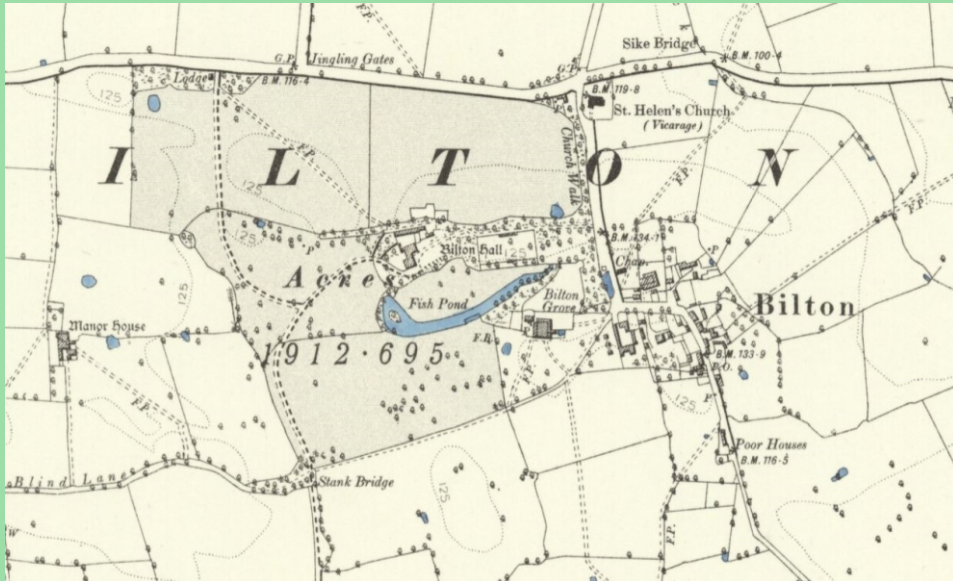 F.P.
G.P.
Jingling Gates
Lodge
B.M. 116·4
Sike Bridge
B.M. 100·4
G.P.
B.M. 119·8
St. Helen's Church
(Vicarage)
125
I L T O N
F.P.
125
Church Walk
F.P.
F.P.
125
P
Bilton Hall
125
B.M. 134·1
Chap.
P
Acres
Fish Pond
Bilton
Grove
Bilton
125
Manor House
1912·695
F.B.
P
B.M. 133·9
P.O.
F.P.
F.P.
125
P
125
Poor Houses
B.M. 116·5
Blind Lane
Stank Bridge
125
W
F.P.